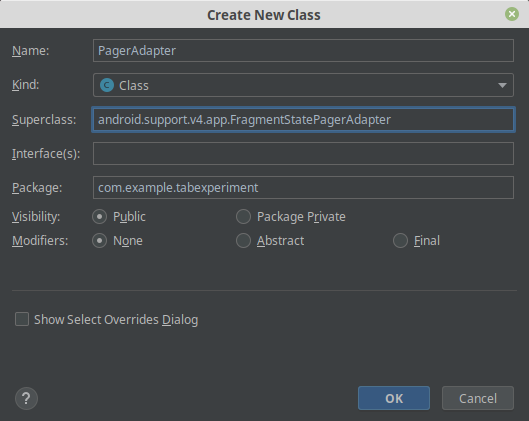 Create New Class
Name: PagerAdapter
Kind: C Class
Superclass: android.support.v4.app.FragmentStatePagerAdapter
Interface(s):
Package: com.example.tabexperiment
Visibility: Public Package Private
Modifiers: None Abstract Final
Show Select Overrides Dialog
? OK Cancel